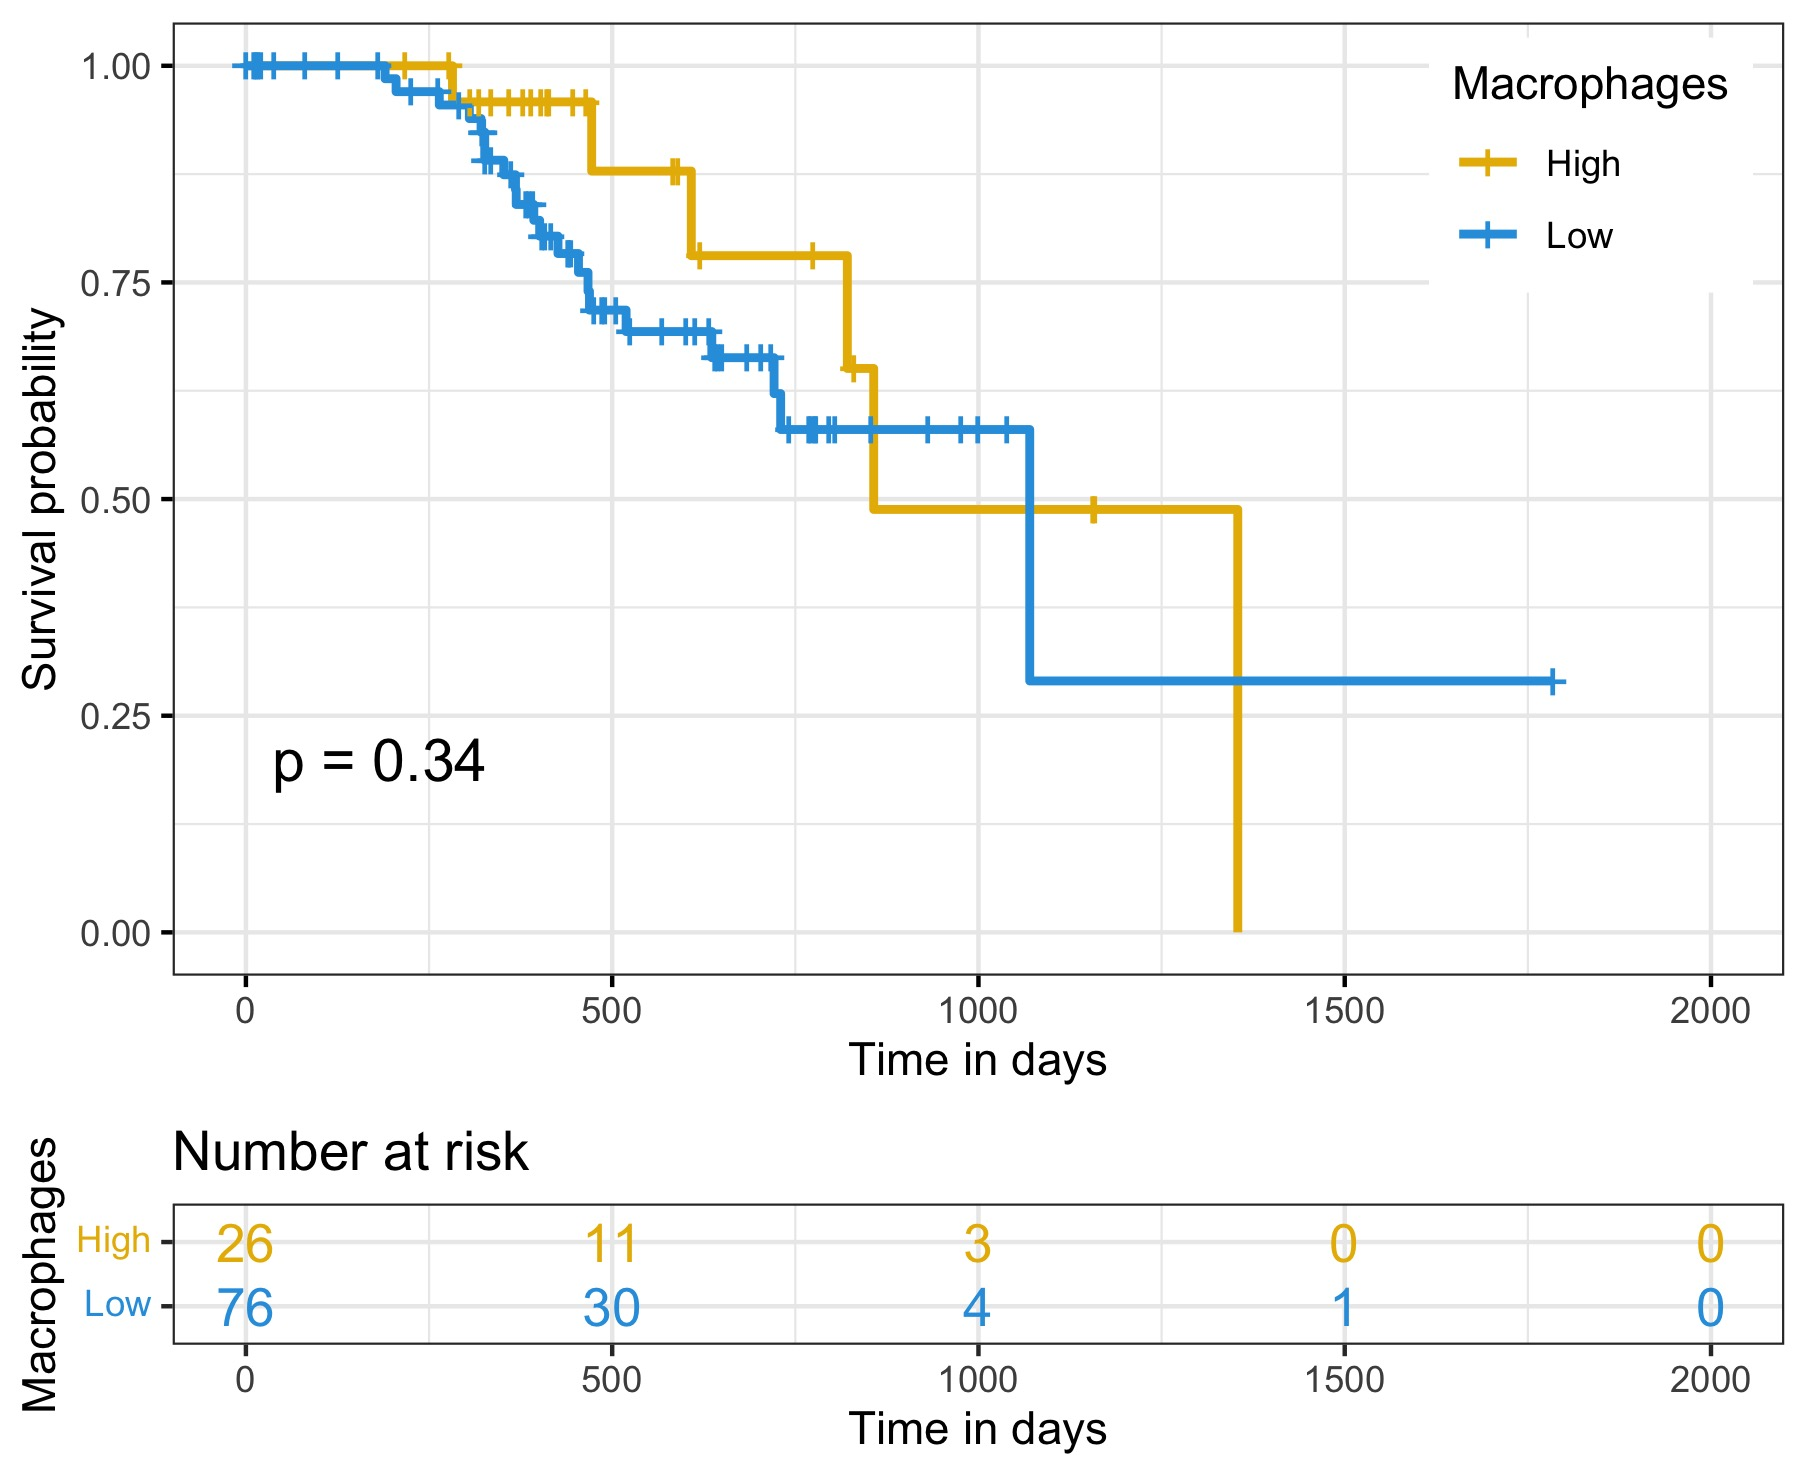 Macrophages
High
Low
1.00
0.75
0.50
0.25
0.00
Survival probability
p = 0.34
0 500 1000 1500 2000
Time in days
Number at risk
Macrophages
High 26 11 3 0 0
Low 76 30 4 1 0
0 500 1000 1500 2000
Time in days